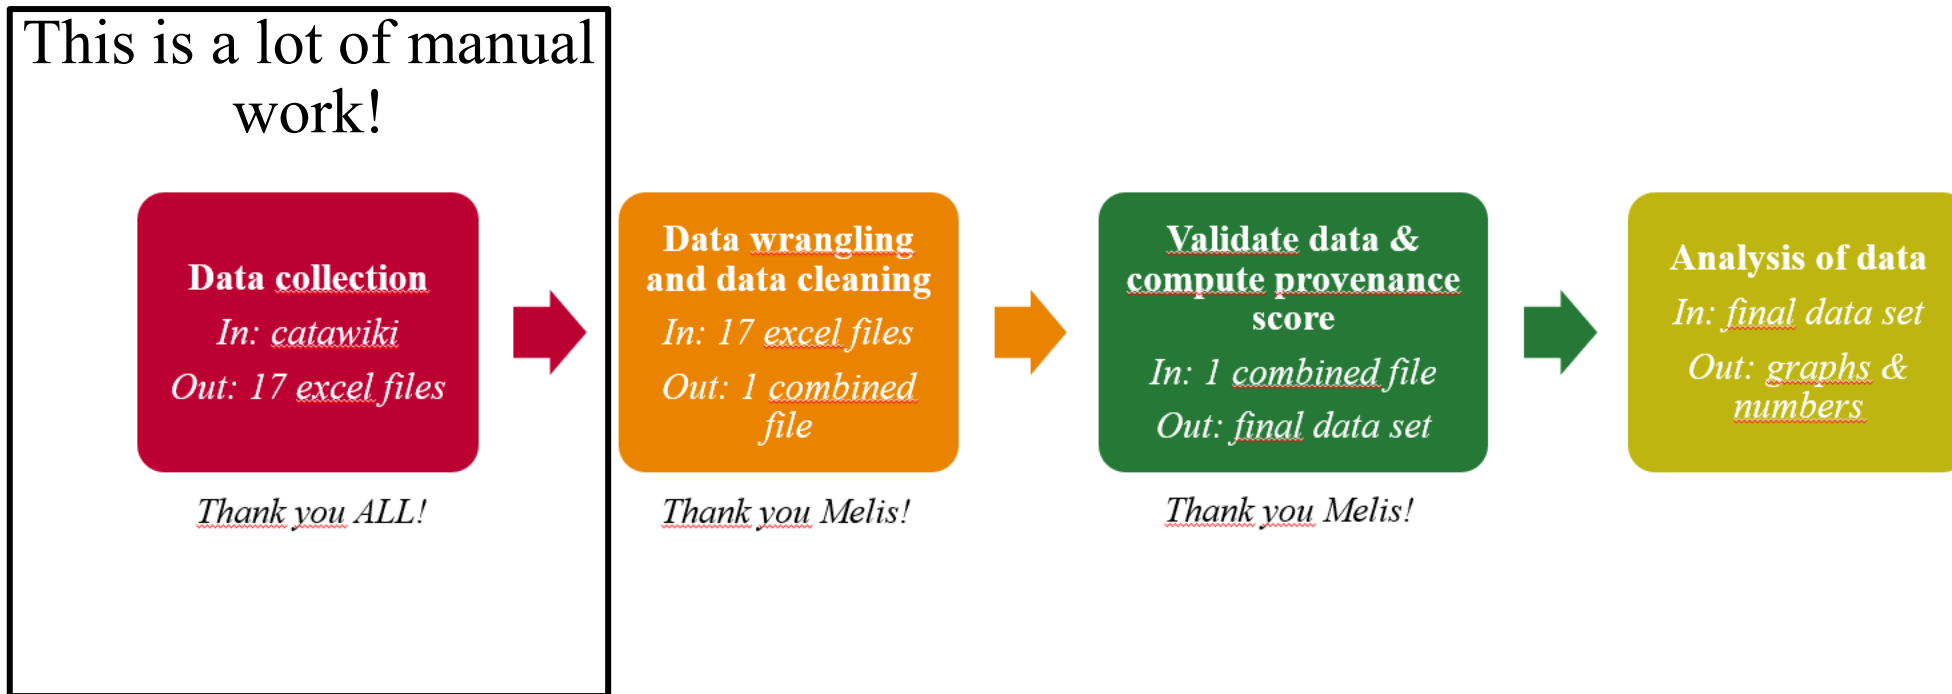 This is a lot of manual
work!
Data collection
In: catawiki
Out: 17 excel files
Thank you ALL!
Data wrangling
and data cleaning
In: 17 excel files
Out: 1 combined
file
Thank you Melis!
Validate data &
compute provenance
score
In: 1 combined file
Out: final data set
Thank you Melis!
Analysis of data
In: final data set
Out: graphs &
numbers